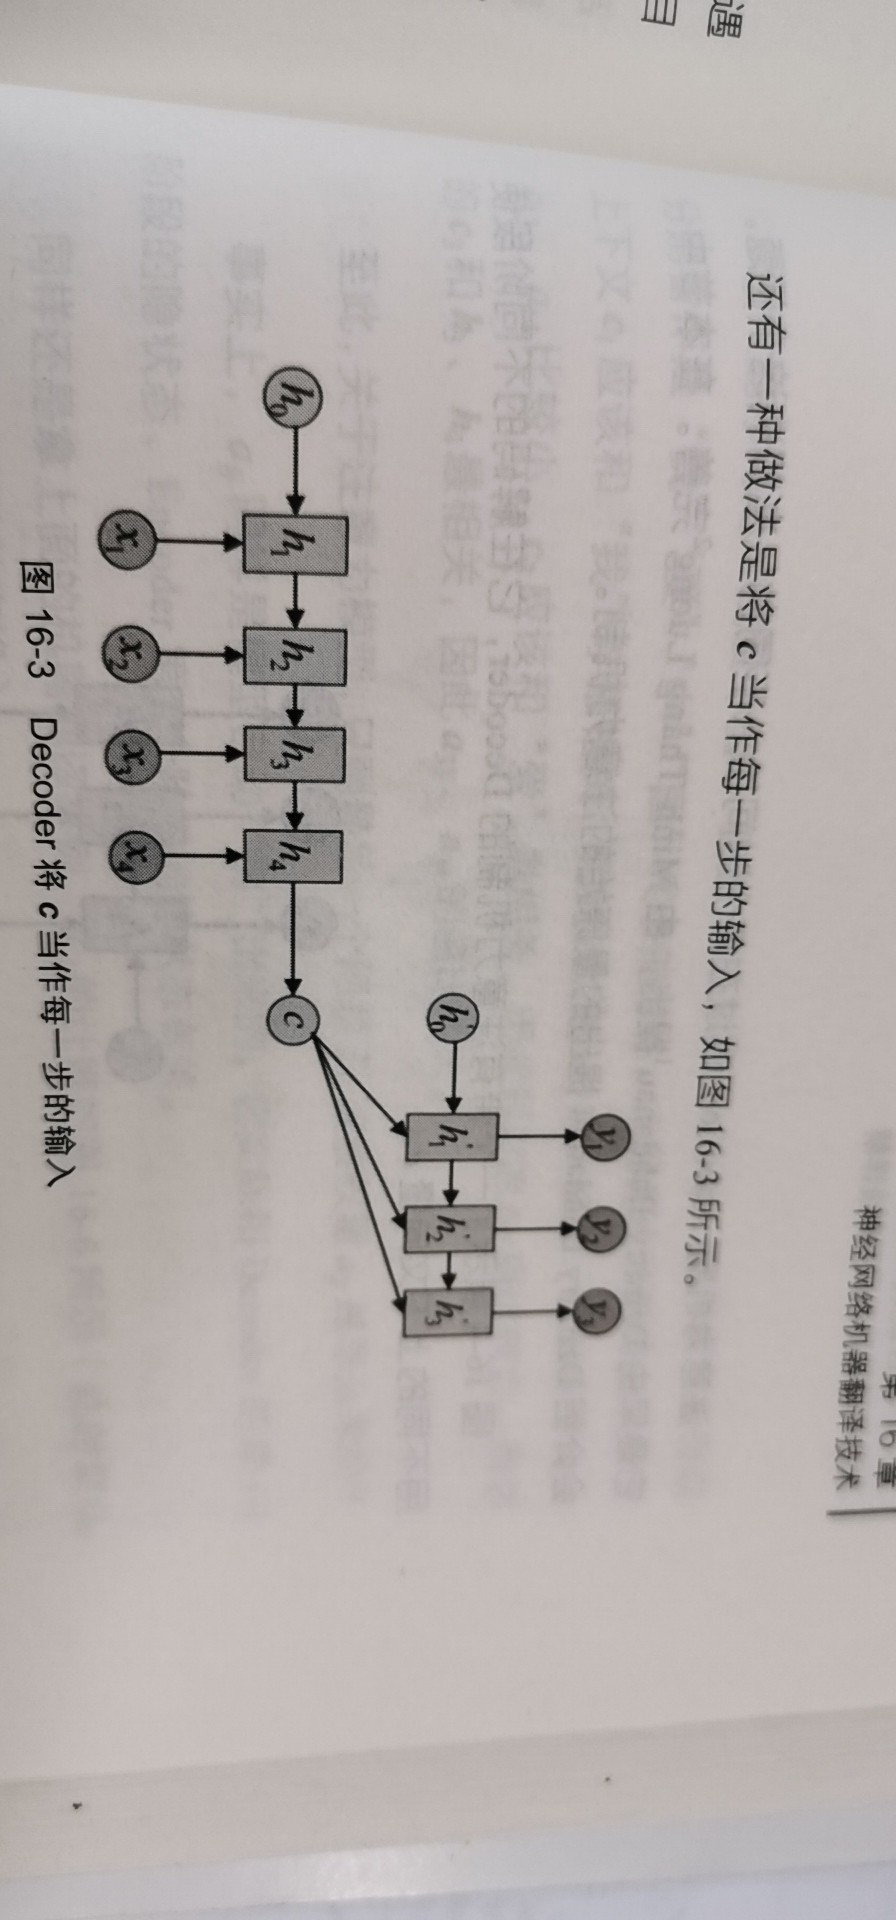 遇
目
第 16 章
神经网络机器翻译技术
还有一种做法是将 c 当作每一步的输入，如图 16-3 所示。
y₁ y₂ y₃
h'₀ h'₁ h'₂ h'₃
h₀ h₁ h₂ h₃ h₄ c
x₁ x₂ x₃ x₄
图 16-3 Decoder 将 c 当作每一步的输入